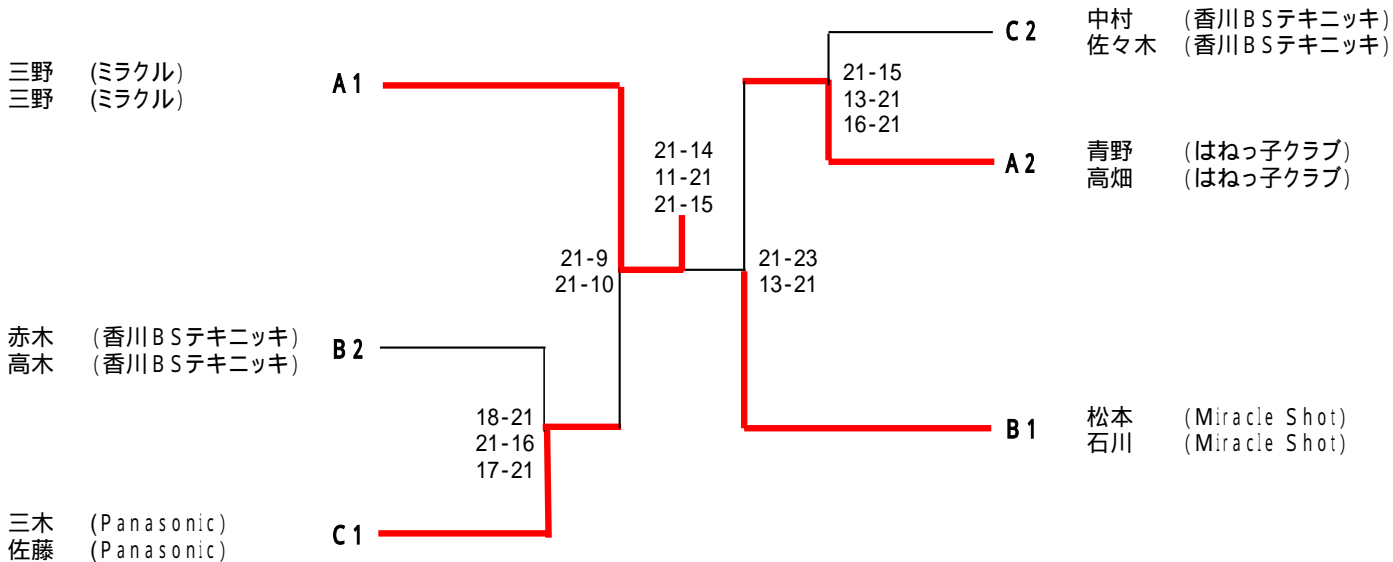 三野 (ミラクル)
三野 (ミラクル)
A1
赤木 (香川BSテキニッキ)
高木 (香川BSテキニッキ)
B2
三木 (Panasonic)
佐藤 (Panasonic)
C1
18-21
21-16
17-21
21-9
21-10
21-14
11-21
21-15
21-15
13-21
16-21
21-23
13-21
C2
中村 (香川BSテキニッキ)
佐々木 (香川BSテキニッキ)
A2
青野 (はねっ子クラブ)
高畑 (はねっ子クラブ)
B1
松本 (Miracle Shot)
石川 (Miracle Shot)